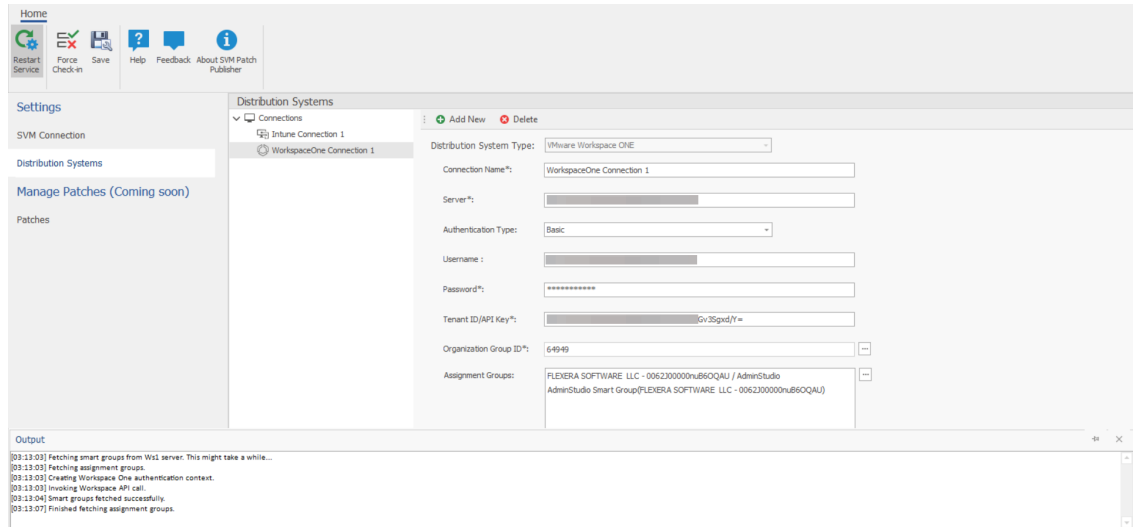 Home
Restart Service
Force Check-in
Save
Help
Feedback
About SVM Patch Publisher
Settings
SVM Connection
Distribution Systems
Manage Patches (Coming soon)
Patches
Distribution Systems
Connections
Intune Connection 1
WorkspaceOne Connection 1
Add New
Delete
Distribution System Type: VMware Workspace ONE
Connection Name*: WorkspaceOne Connection 1
Server*:
Authentication Type: Basic
Username :
Password*: ***********
Tenant ID/API Key*: Gv3Sgxd/Y=
Organization Group ID*: 64949
Assignment Groups: FLEXERA SOFTWARE LLC - 0062J00000nuB6OQAU / AdminStudio
AdminStudio Smart Group(FLEXERA SOFTWARE LLC - 0062J00000nuB6OQAU)
Output
[03:13:03] Fetching smart groups from Ws1 server. This might take a while...
[03:13:03] Fetching assignment groups.
[03:13:03] Creating Workspace One authentication context.
[03:13:03] Invoking Workspace API call.
[03:13:04] Smart groups fetched successfully.
[03:13:07] Finished fetching assignment groups.